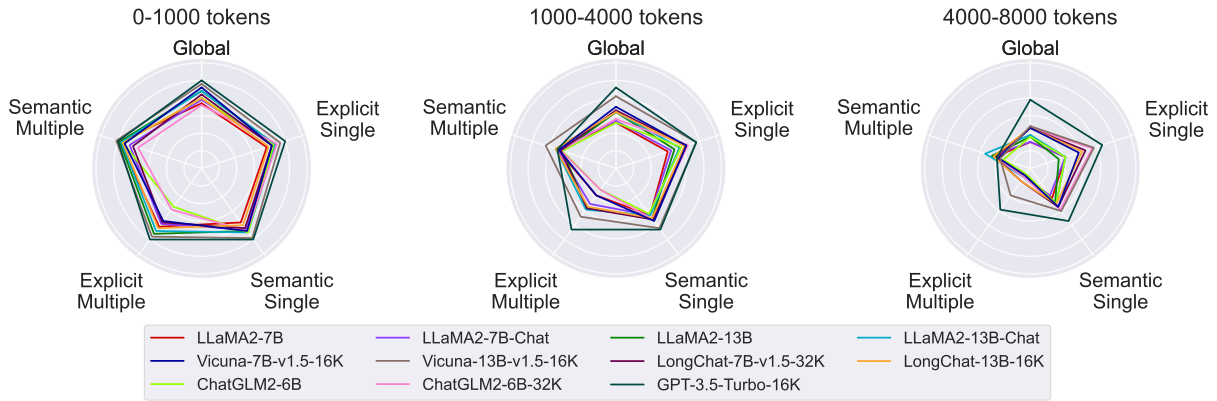 0-1000 tokens
Global
Explicit
Single
Semantic
Single
Explicit
Multiple
Semantic
Multiple
1000-4000 tokens
Global
Explicit
Single
Semantic
Single
Explicit
Multiple
Semantic
Multiple
4000-8000 tokens
Global
Explicit
Single
Semantic
Single
Explicit
Multiple
Semantic
Multiple
LLaMA2-7B
LLaMA2-7B-Chat
LLaMA2-13B
LLaMA2-13B-Chat
Vicuna-7B-v1.5-16K
Vicuna-13B-v1.5-16K
LongChat-7B-v1.5-32K
LongChat-13B-16K
ChatGLM2-6B
ChatGLM2-6B-32K
GPT-3.5-Turbo-16K